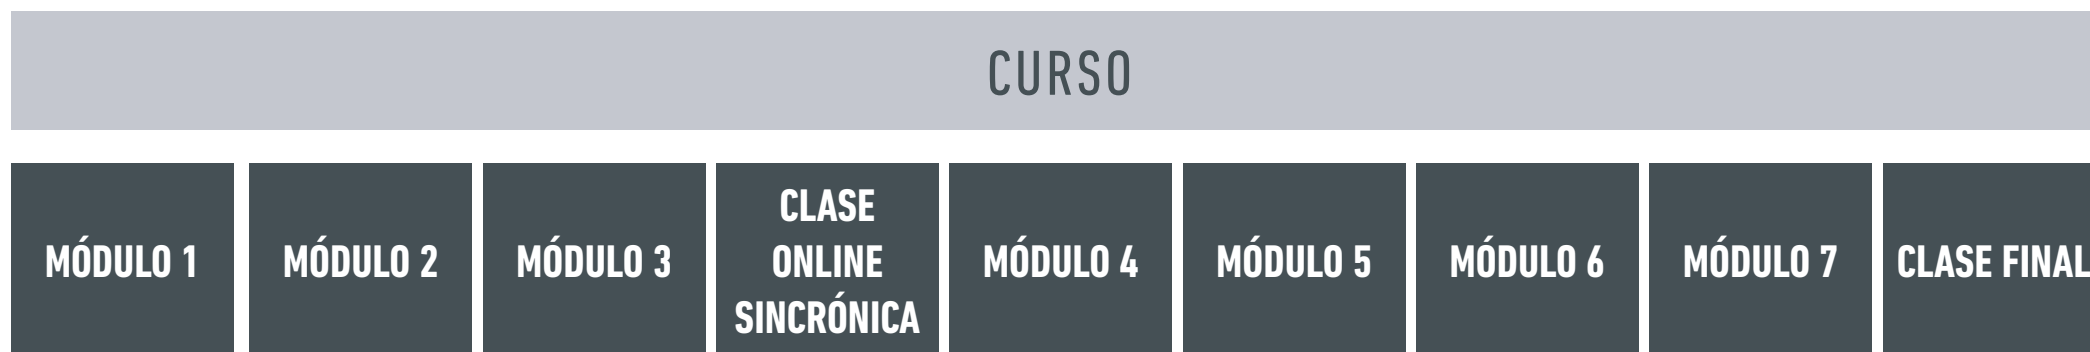 CURSO
MÓDULO 1
MÓDULO 2
MÓDULO 3
CLASE
ONLINE
SINCRÓNICA
MÓDULO 4
MÓDULO 5
MÓDULO 6
MÓDULO 7
CLASE FINAL